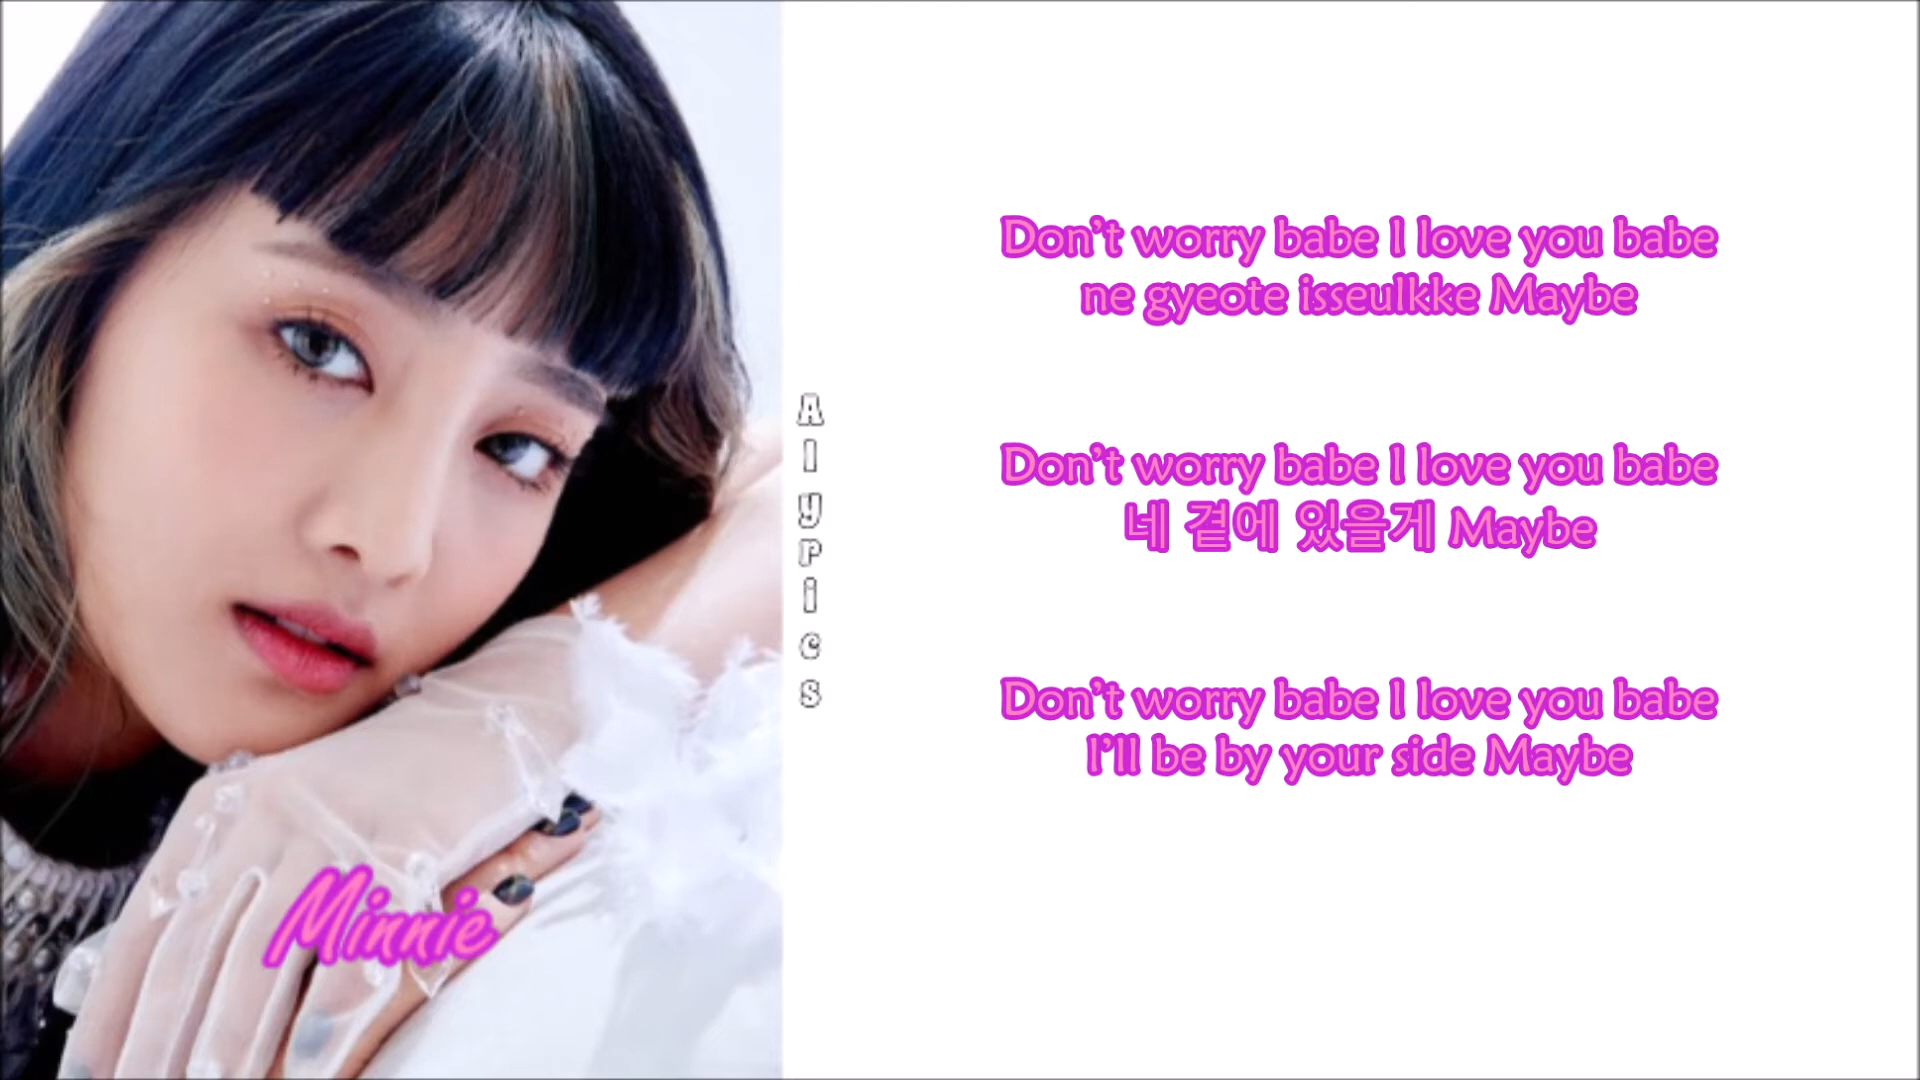 Don't worry babe I love you babe
ne gyeote isseulkke Maybe
Don't worry babe I love you babe
네 곁에 있을게 Maybe
Don't worry babe I love you babe
I'll be by your side Maybe
AlyPics
Minnie